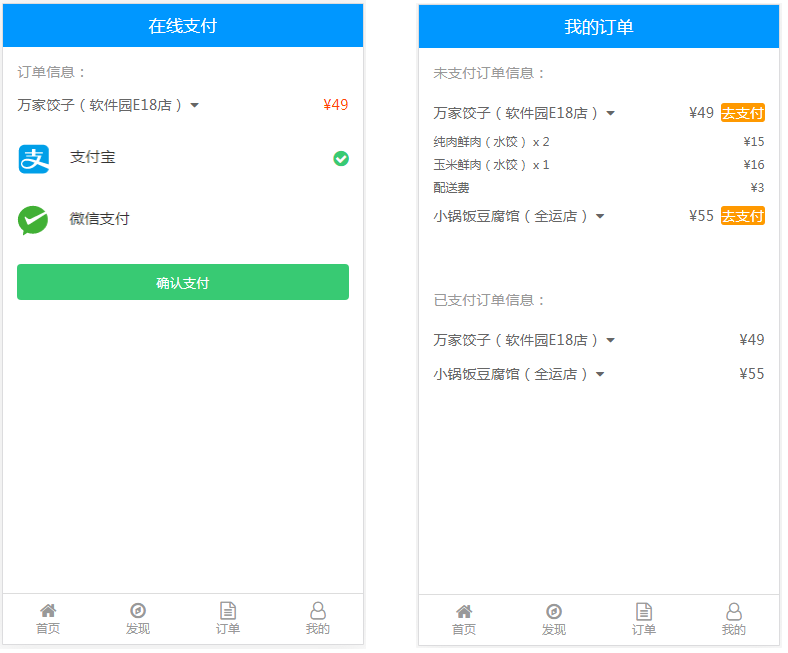 在线支付
订单信息：
万家饺子（软件园E18店） ¥49
支付宝
微信支付
确认支付
首页 发现 订单 我的
我的订单
未支付订单信息：
万家饺子（软件园E18店） ¥49 去支付
纯肉鲜肉（水饺）x 2 ¥15
玉米鲜肉（水饺）x 1 ¥16
配送费 ¥3
小锅饭豆腐馆（全运店） ¥55 去支付
已支付订单信息：
万家饺子（软件园E18店） ¥49
小锅饭豆腐馆（全运店） ¥55
首页 发现 订单 我的